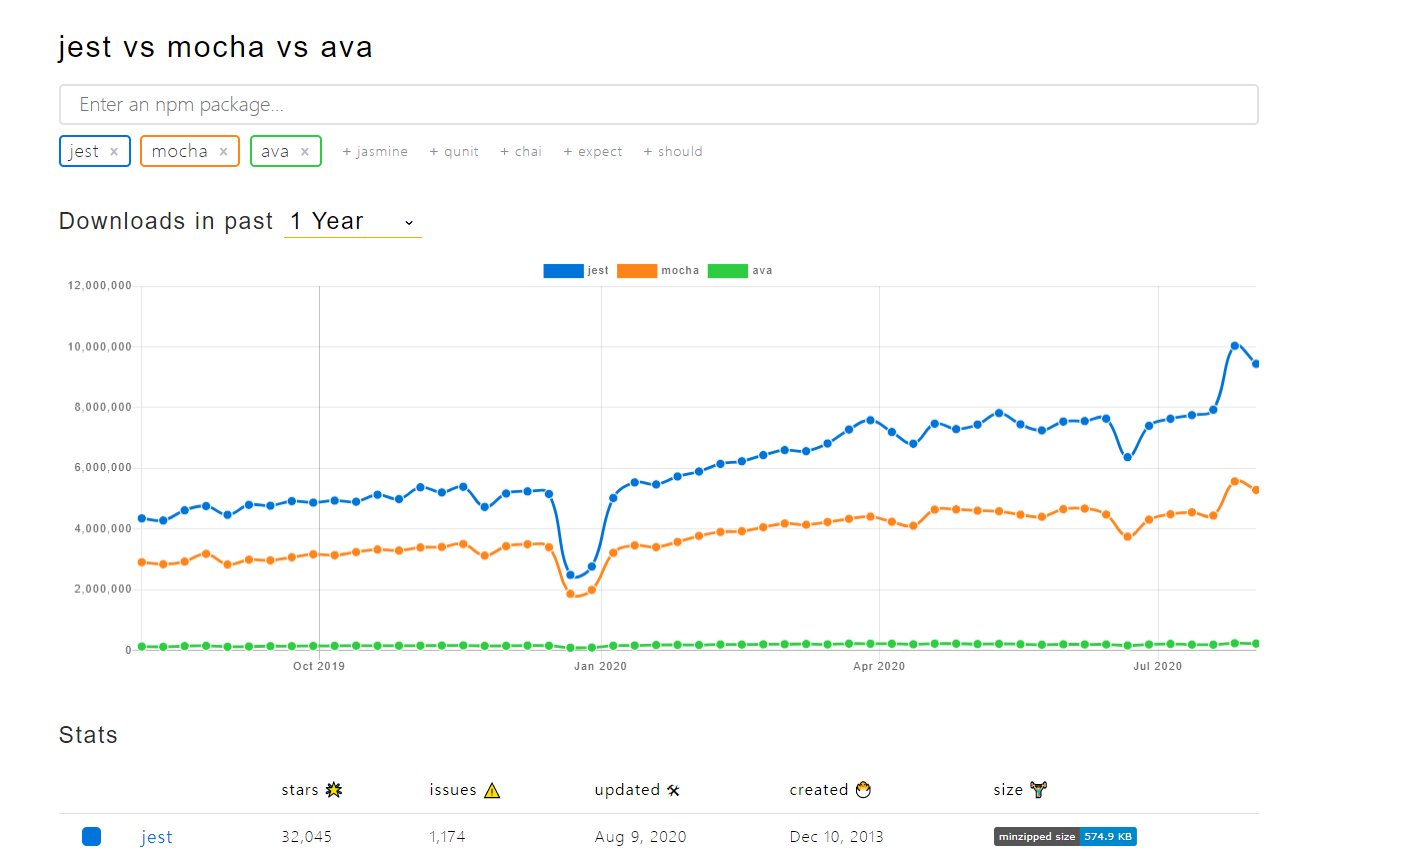 jest vs mocha vs ava
Enter an npm package...
jest × mocha × ava × + jasmine + qunit + chai + expect + should
Downloads in past 1 Year
jest mocha ava
12,000,000
10,000,000
8,000,000
6,000,000
4,000,000
2,000,000
0
Oct 2019 Jan 2020 Apr 2020 Jul 2020
Stats
stars issues updated created size
jest 32,045 1,174 Aug 9, 2020 Dec 10, 2013 minzipped size 574.9 KB